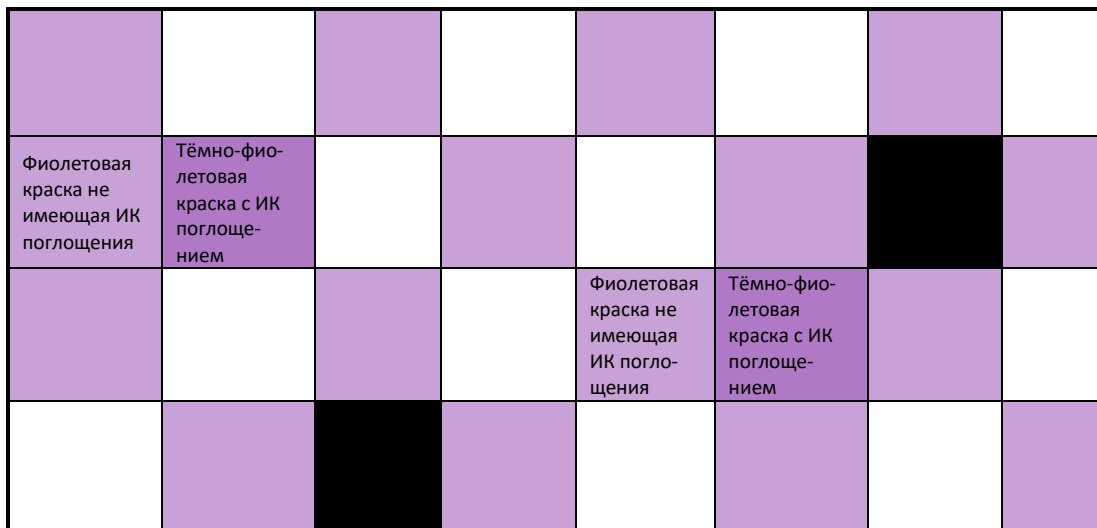 Фиолетовая
краска не
имеющая ИК
поглощения
Тёмно-фио-
летовая
краска с ИК
поглоще-
нием
Фиолетовая
краска не
имеющая
ИК погло-
щения
Тёмно-фио-
летовая
краска с ИК
поглоще-
нием